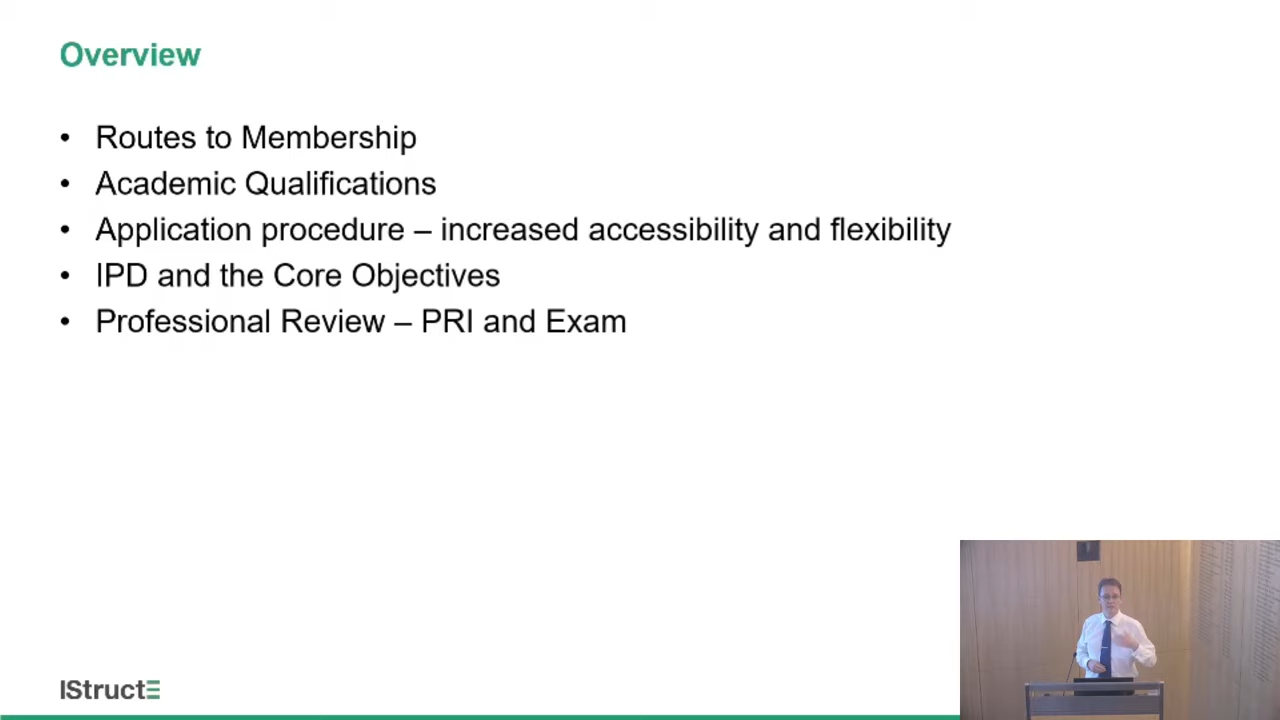 Overview
• Routes to Membership
• Academic Qualifications
• Application procedure – increased accessibility and flexibility
• IPD and the Core Objectives
• Professional Review – PRI and Exam
IStructE